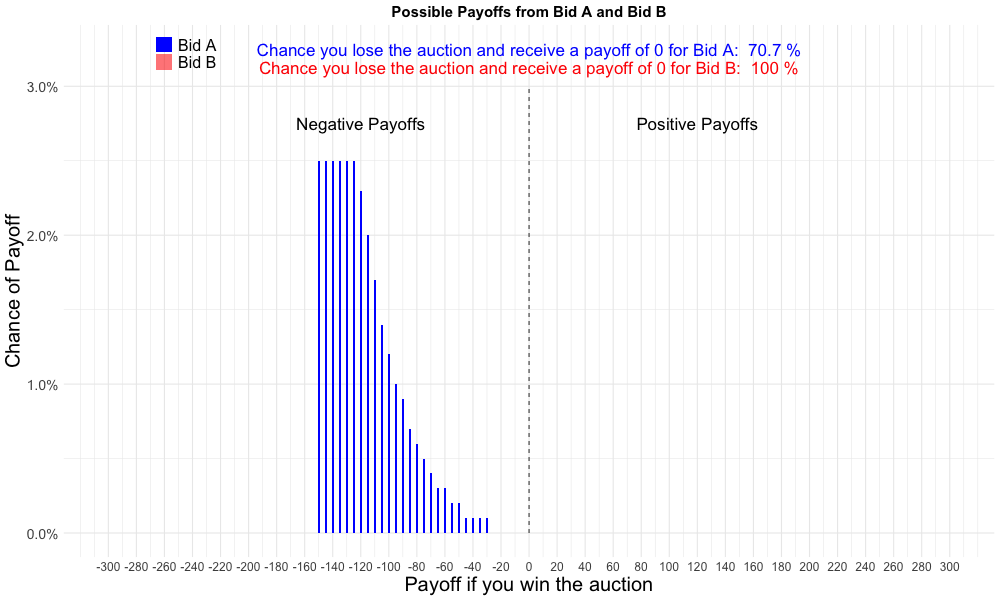 Possible Payoffs from Bid A and Bid B
Bid A
Bid B
Chance you lose the auction and receive a payoff of 0 for Bid A:  70.7 %
Chance you lose the auction and receive a payoff of 0 for Bid B:  100 %
Negative Payoffs
Positive Payoffs
Chance of Payoff
3.0%
2.0%
1.0%
0.0%
-300 -280 -260 -240 -220 -200 -180 -160 -140 -120 -100 -80 -60 -40 -20 0 20 40 60 80 100 120 140 160 180 200 220 240 260 280 300
Payoff if you win the auction